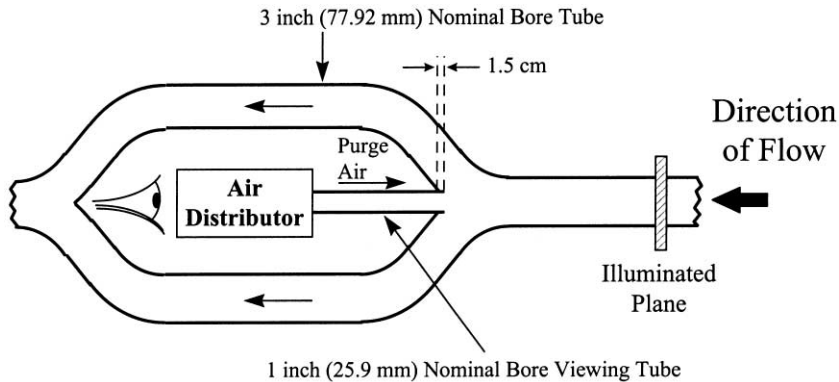 3 inch (77.92 mm) Nominal Bore Tube
1.5 cm
Direction
of Flow
Purge
Air
Air
Distributor
Illuminated
Plane
1 inch (25.9 mm) Nominal Bore Viewing Tube